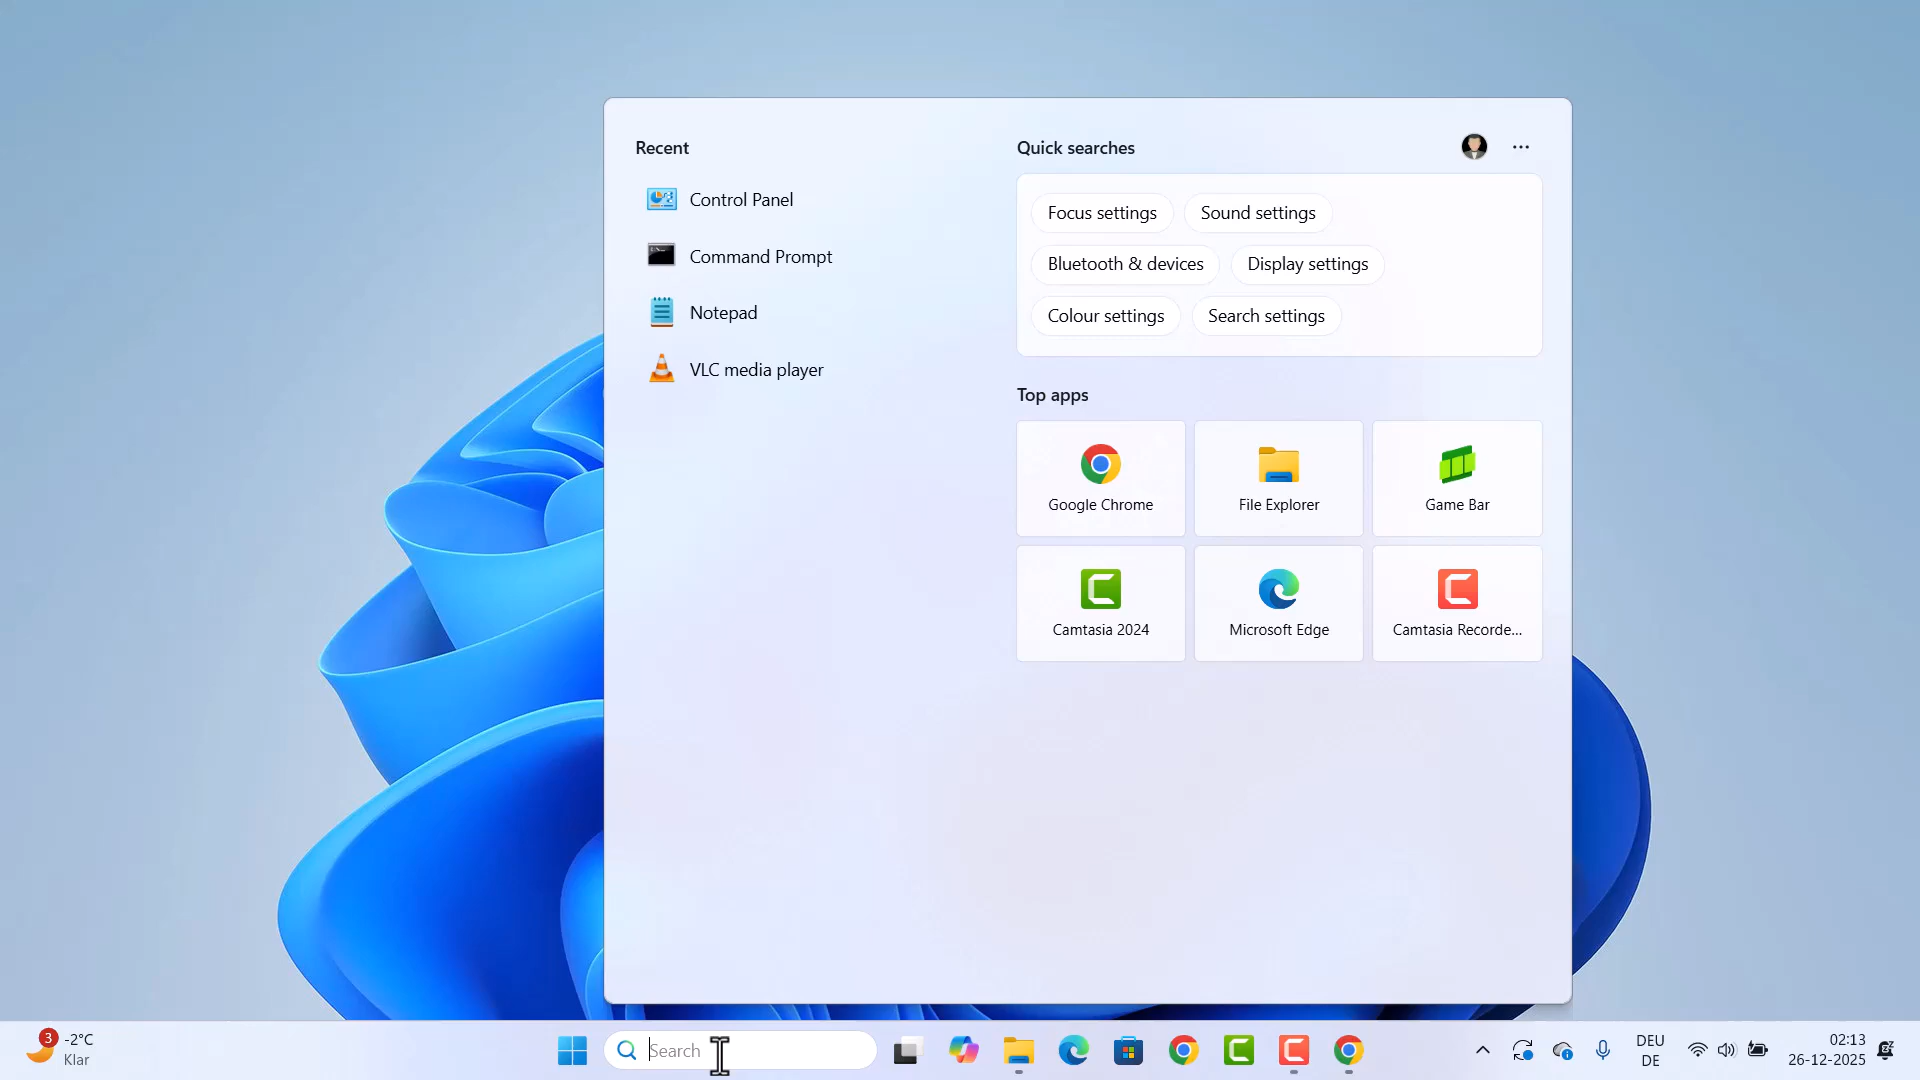 Recent
Control Panel
Command Prompt
Notepad
VLC media player
Quick searches
Focus settings
Sound settings
Bluetooth & devices
Display settings
Colour settings
Search settings
Top apps
Google Chrome
File Explorer
Game Bar
Camtasia 2024
Microsoft Edge
Camtasia Recorde...
3
-2°C
Klar
Search
DEU
DE
02:13
26-12-2025